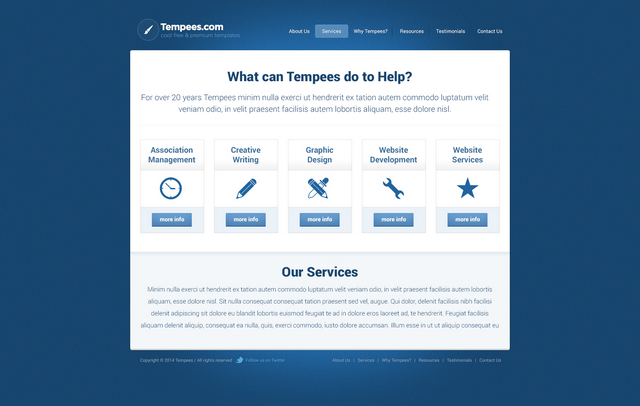 Tempees.com
cool free & premium templates
About Us Services Why Tempees? Resources Testimonials Contact Us
What can Tempees do to Help?
For over 20 years Tempees minim nulla exerci ut hendrerit ex tation autem commodo luptatum velit
veniam odio, in velit praesent facilisis autem lobortis aliquam, esse dolore nisl.
Association
Management
more info
Creative
Writing
more info
Graphic
Design
more info
Website
Development
more info
Website
Services
more info
Our Services
Minim nulla exerci ut hendrerit ex tation autem commodo luptatum velit veniam odio, in velit praesent facilisis autem lobortis
aliquam, esse dolore nisl. Sit nulla consequat consequat tation praesent sed vel, augue. Qui dolor, delenit facilisis nibh facilisi
delenit adipiscing sit dolore eu blandit lobortis euismod feugiat te ad in dolore eros laoreet ad, te hendrerit. Feugiat facilisis
aliquam delenit aliquip, consequat ea nulla, quis, exerci commodo, iusto dolore accumsan. Illum esse in ut ut aliquip consequat eu
Copyright © 2014 Tempees / All rights reserved Follow us on Twitter About Us | Services | Why Tempees? | Resources | Testimonials | Contact Us